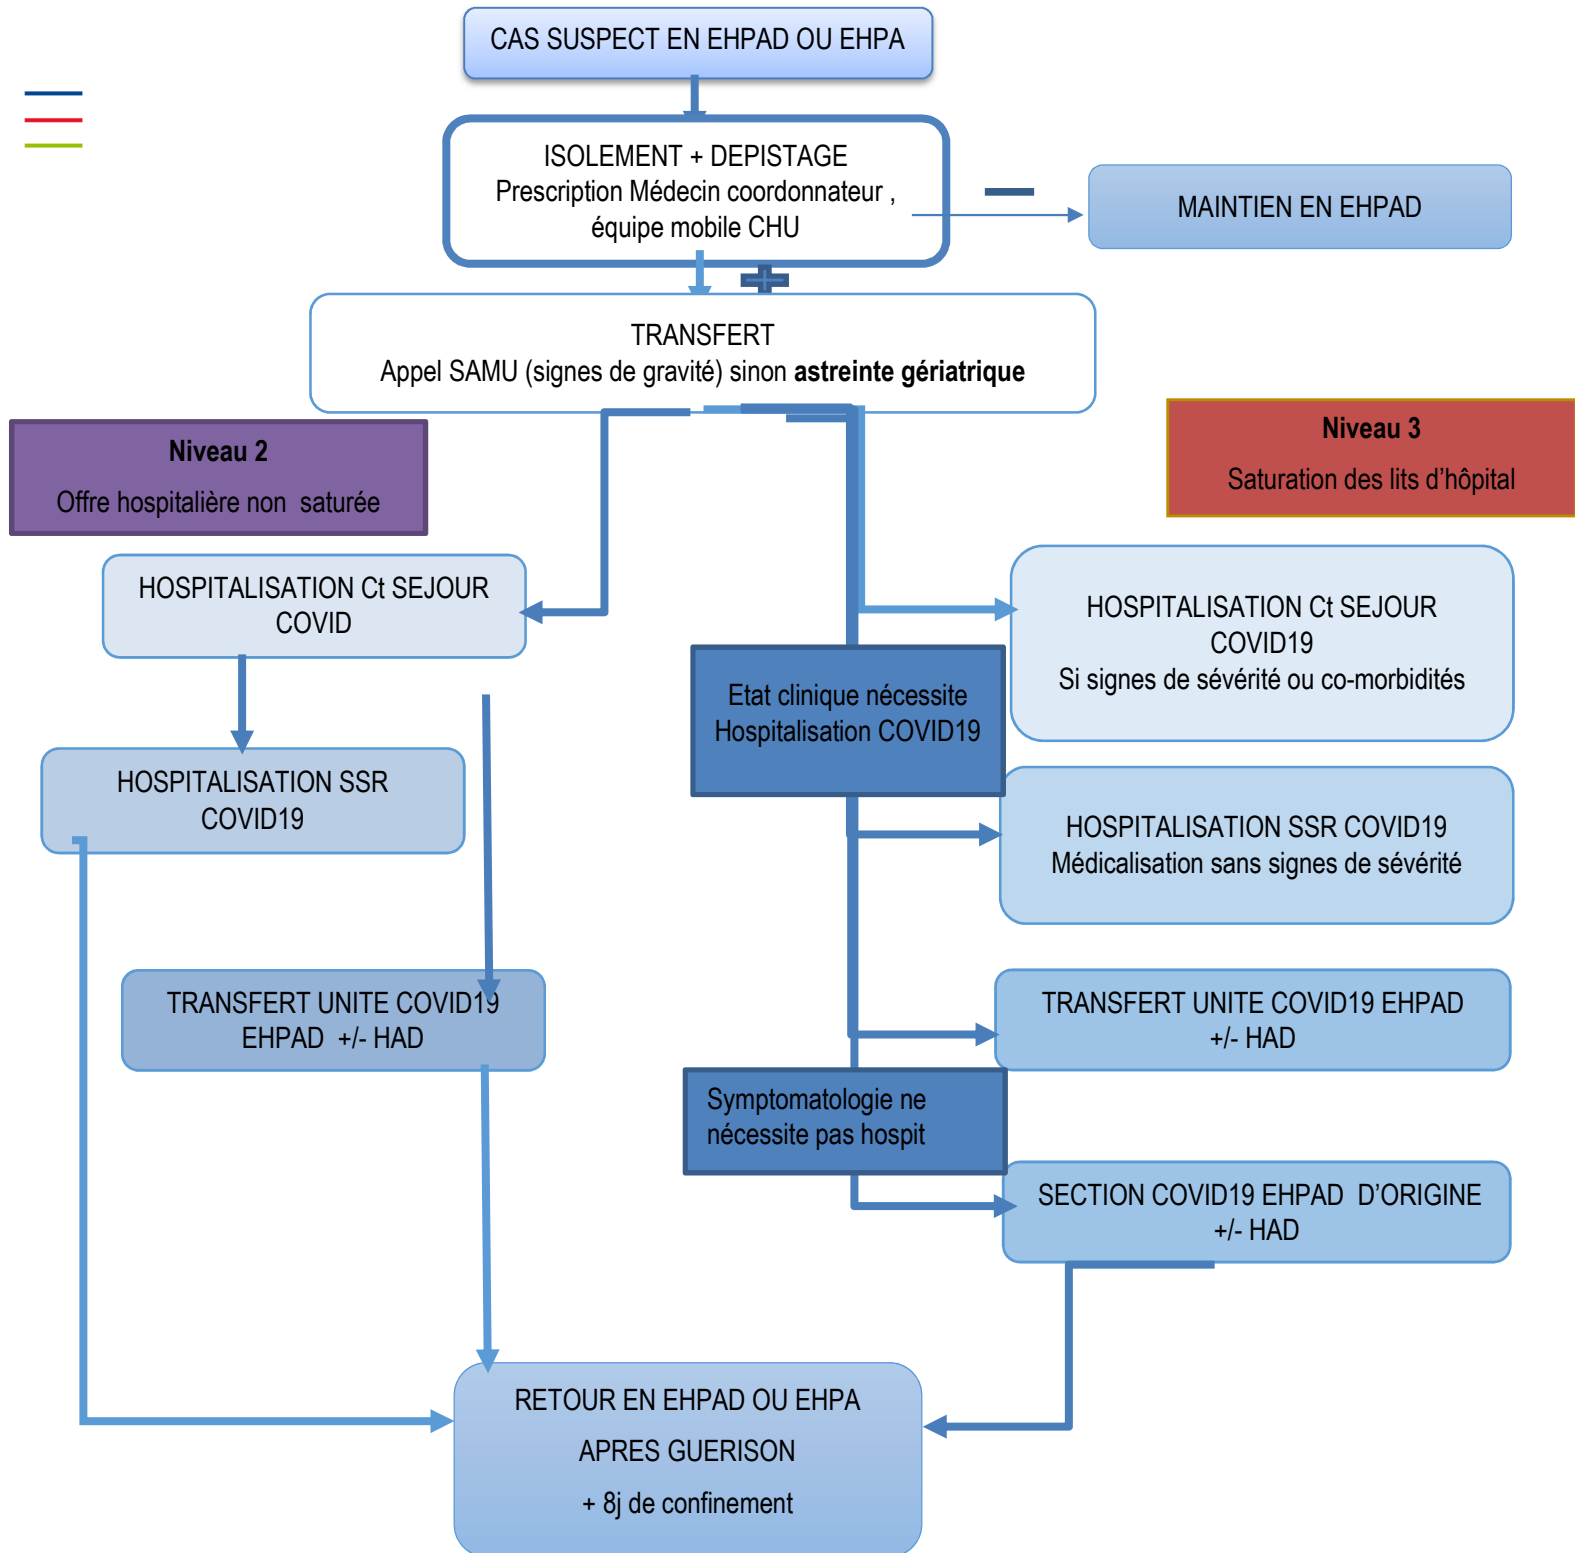 CAS SUSPECT EN EHPAD OU EHPA
ISOLEMENT + DEPISTAGE
Prescription Médecin coordonnateur ,
équipe mobile CHU
MAINTIEN EN EHPAD
TRANSFERT
Appel SAMU (signes de gravité) sinon astreinte gériatrique
Niveau 2
Offre hospitalière non saturée
Niveau 3
Saturation des lits d’hôpital
HOSPITALISATION Ct SEJOUR
COVID
HOSPITALISATION Ct SEJOUR
COVID19
Si signes de sévérité ou co-morbidités
Etat clinique nécessite
Hospitalisation COVID19
HOSPITALISATION SSR
COVID19
HOSPITALISATION SSR COVID19
Médicalisation sans signes de sévérité
TRANSFERT UNITE COVID19
EHPAD +/- HAD
TRANSFERT UNITE COVID19 EHPAD
+/- HAD
Symptomatologie ne
nécessite pas hospit
SECTION COVID19 EHPAD D’ORIGINE
+/- HAD
RETOUR EN EHPAD OU EHPA
APRES GUERISON
+ 8j de confinement